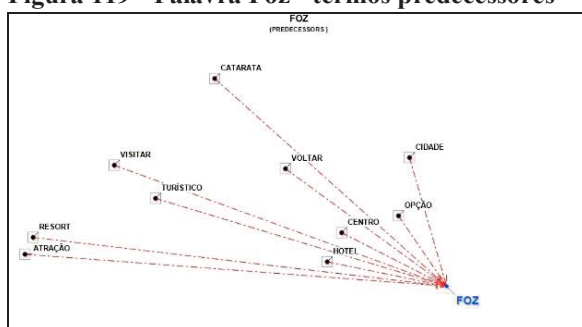 Figura 119 - Palavra Foz - termos predecessores
FOZ
(PREDECESSORS)
CATARATA
CIDADE
VISITAR
VOLTAR
TURÍSTICO
OPÇÃO
CENTRO
RESORT
ATRAÇÃO
HOTEL
FOZ